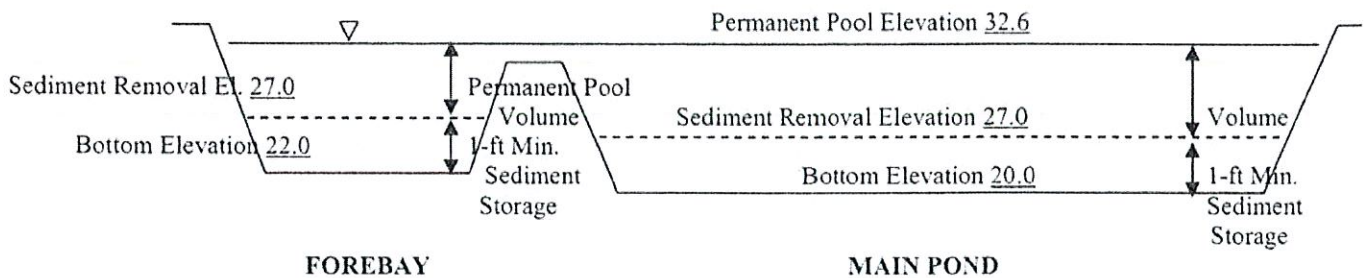 Permanent Pool Elevation 32.6
Sediment Removal El. 27.0
Permanent Pool
Volume
Sediment Removal Elevation 27.0
Volume
Bottom Elevation 22.0
1-ft Min.
Sediment
Storage
Bottom Elevation 20.0
1-ft Min.
Sediment
Storage
FOREBAY
MAIN POND